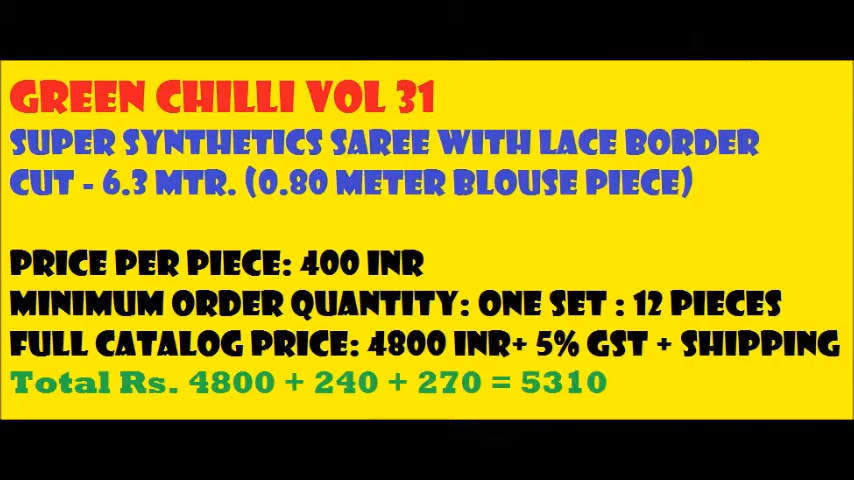 GREEN CHILLI VOL 31
SUPER SYNTHETICS SAREE WITH LACE BORDER
CUT - 6.3 MTR. (0.80 METER BLOUSE PIECE)
PRICE PER PIECE: 400 INR
MINIMUM ORDER QUANTITY: ONE SET : 12 PIECES
FULL CATALOG PRICE: 4800 INR+ 5% GST + SHIPPING
Total Rs. 4800 + 240 + 270 = 5310